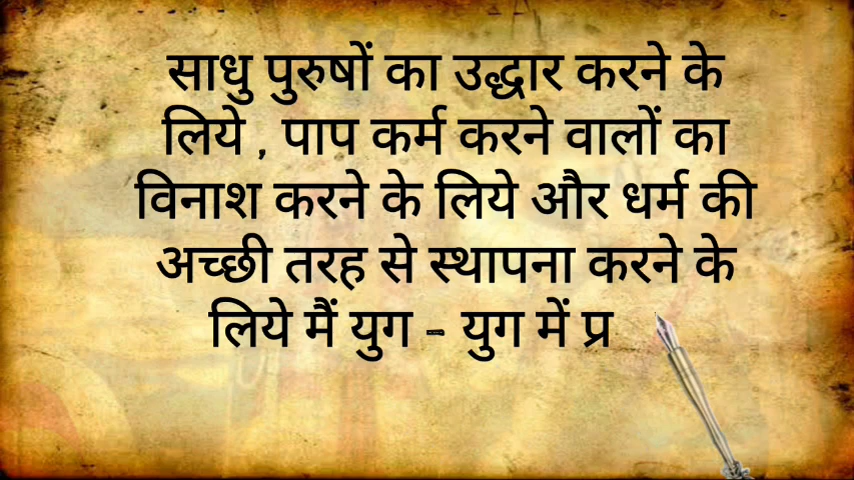 साधु पुरुषों का उद्धार करने के
लिये , पाप कर्म करने वालों का
विनाश करने के लिये और धर्म की
अच्छी तरह से स्थापना करने के
लिये मैं युग - युग में प्र